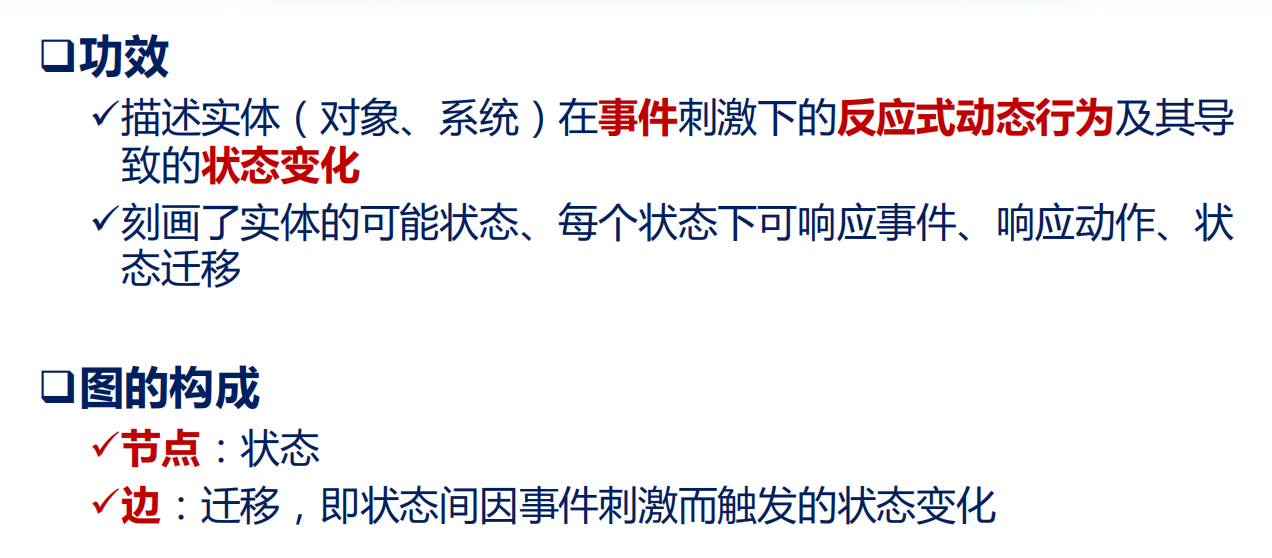 ❑功效
✓描述实体（对象、系统）在事件刺激下的反应式动态行为及其导
致的状态变化
✓刻画了实体的可能状态、每个状态下可响应事件、响应动作、状
态迁移
❑图的构成
✓节点：状态
✓边：迁移，即状态间因事件刺激而触发的状态变化